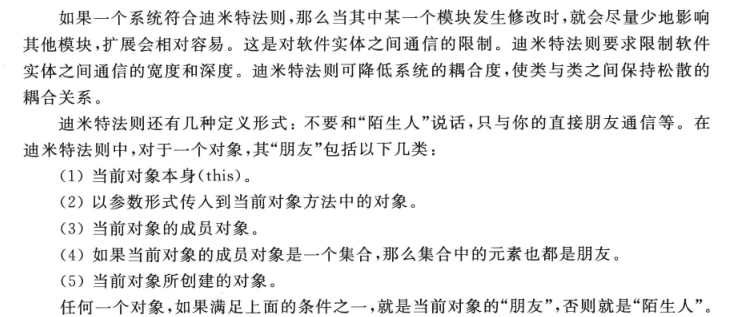 如果一个系统符合迪米特法则,那么当其中某一个模块发生修改时,就会尽量少地影响
其他模块,扩展会相对容易。这是对软件实体之间通信的限制。迪米特法则要求限制软件
实体之间通信的宽度和深度。迪米特法则可降低系统的耦合度,使类与类之间保持松散的
耦合关系。
迪米特法则还有几种定义形式：不要和“陌生人”说话,只与你的直接朋友通信等。在
迪米特法则中,对于一个对象,其“朋友”包括以下几类：
(1) 当前对象本身(this)。
(2) 以参数形式传入到当前对象方法中的对象。
(3) 当前对象的成员对象。
(4) 如果当前对象的成员对象是一个集合,那么集合中的元素也都是朋友。
(5) 当前对象所创建的对象。
任何一个对象,如果满足上面的条件之一,就是当前对象的“朋友”,否则就是“陌生人”。